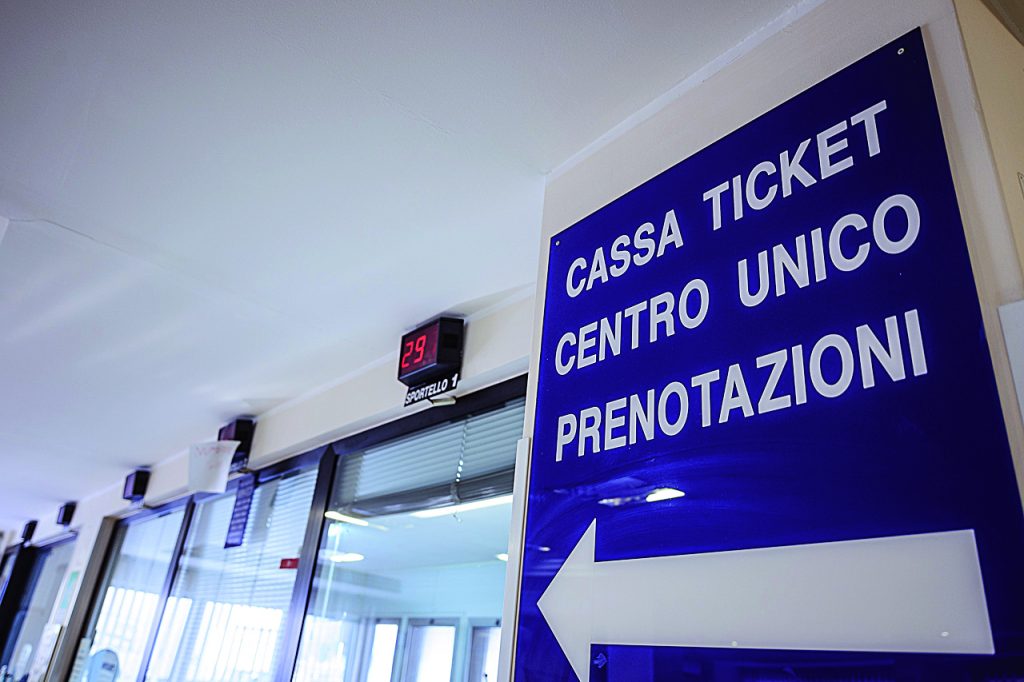 CASSA TICKET
CENTRO UNICO
PRENOTAZIONI
29
SPORTELLO 1